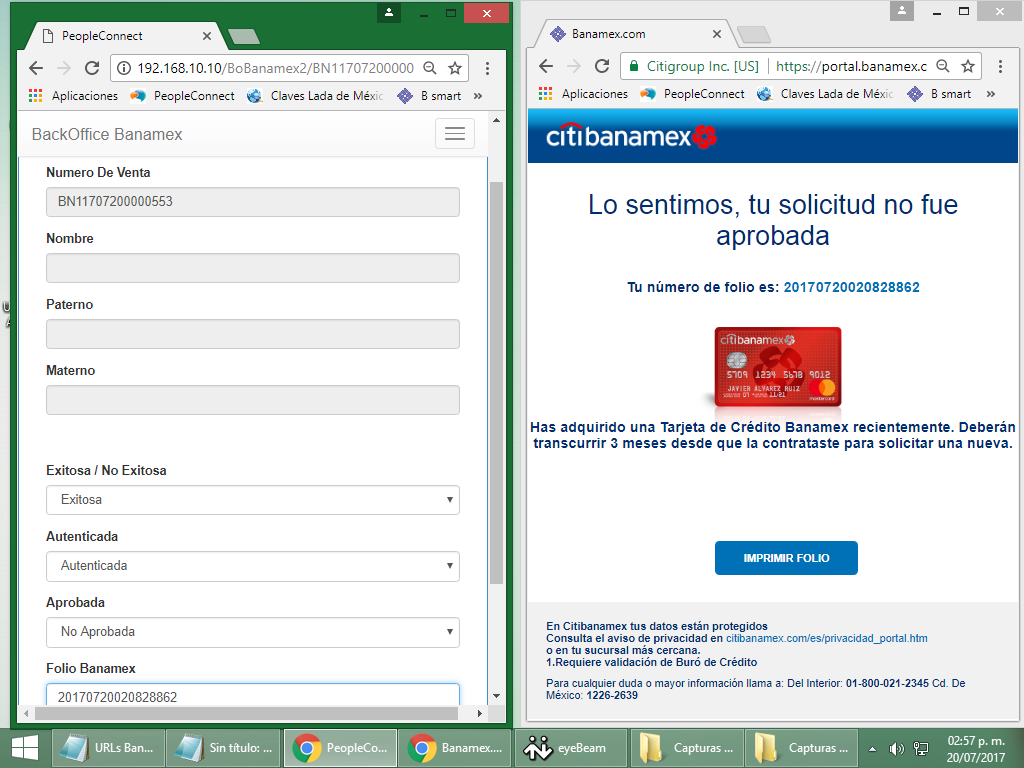 PeopleConnect
192.168.10.10/BoBanamex2/BN11707200000
Aplicaciones PeopleConnect Claves Lada de Méxic B smart »
BackOffice Banamex
Numero De Venta
BN11707200000553
Nombre
Paterno
Materno
Exitosa / No Exitosa
Exitosa
Autenticada
Autenticada
Aprobada
No Aprobada
Folio Banamex
20170720020828862
Banamex.com
Citigroup Inc. [US] https://portal.banamex.c
Aplicaciones PeopleConnect Claves Lada de Méxic B smart »
citibanamex
Lo sentimos, tu solicitud no fue
aprobada
Tu número de folio es: 20170720020828862
citibanamex
5709 1234 5678 9012
JAVIER ALVAREZ RUIZ
07 11/21
mastercard
Has adquirido una Tarjeta de Crédito Banamex recientemente. Deberán
transcurrir 3 meses desde que la contrataste para solicitar una nueva.
IMPRIMIR FOLIO
En Citibanamex tus datos están protegidos
Consulta el aviso de privacidad en citibanamex.com/es/privacidad_portal.htm
o en tu sucursal más cercana.
1.Requiere validación de Buró de Crédito
Para cualquier duda o mayor información llama a: Del Interior: 01-800-021-2345 Cd. De
México: 1226-2639
URLs Ban... Sin título: ... PeopleCo... Banamex.... eyeBeam Capturas ... Capturas ...
02:57 p. m.
20/07/2017